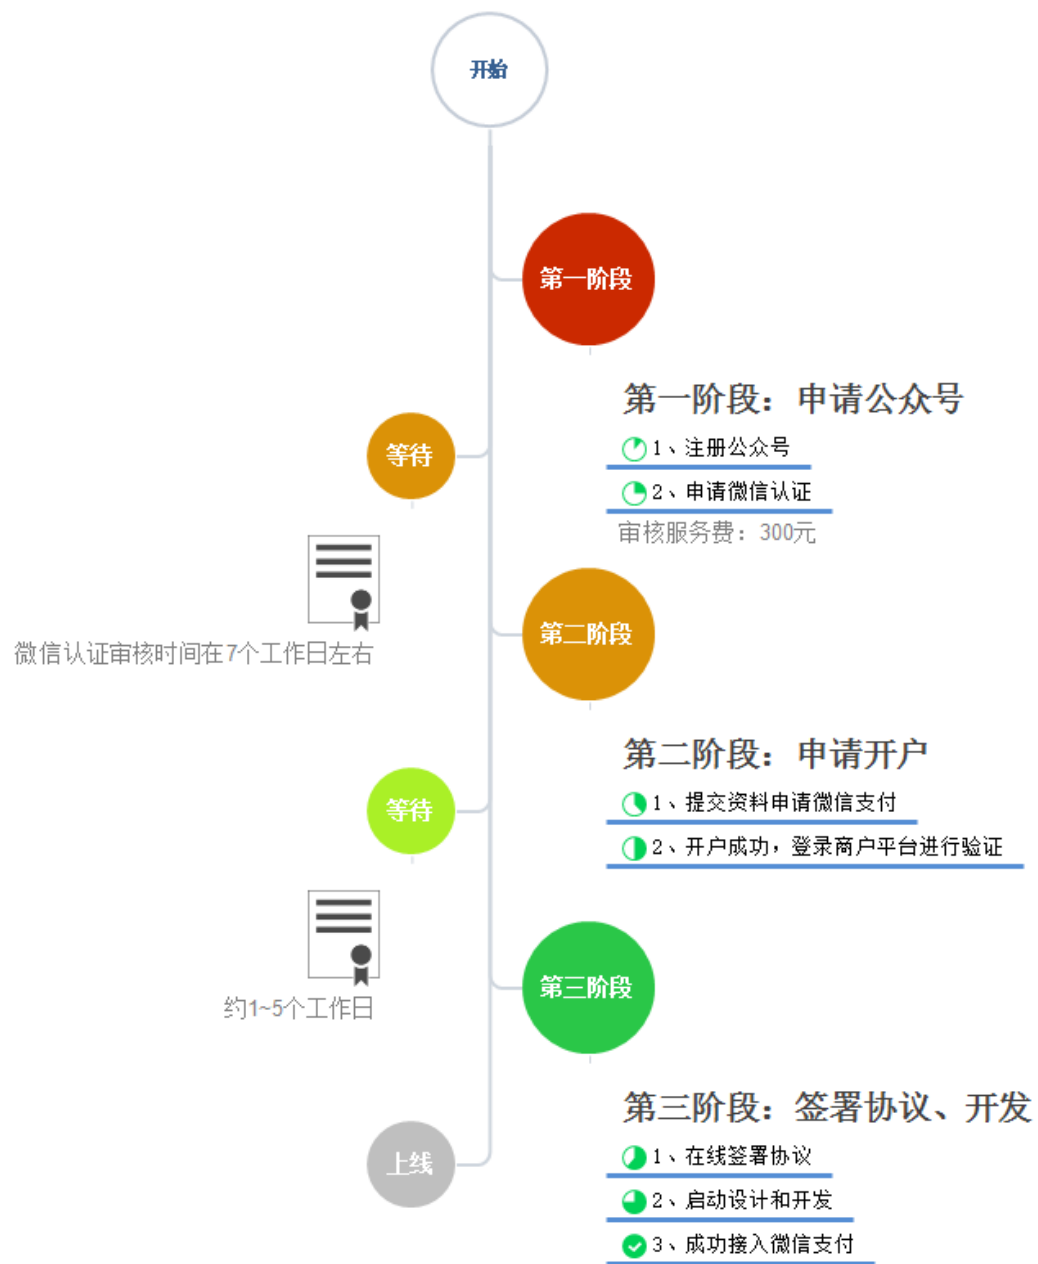 开始
第一阶段
第一阶段：申请公众号
1、注册公众号
2、申请微信认证
审核服务费：300元
等待
微信认证审核时间在7个工作日左右
第二阶段
第二阶段：申请开户
1、提交资料申请微信支付
2、开户成功，登录商户平台进行验证
等待
约1~5个工作日
第三阶段
第三阶段：签署协议、开发
1、在线签署协议
2、启动设计和开发
3、成功接入微信支付
上线